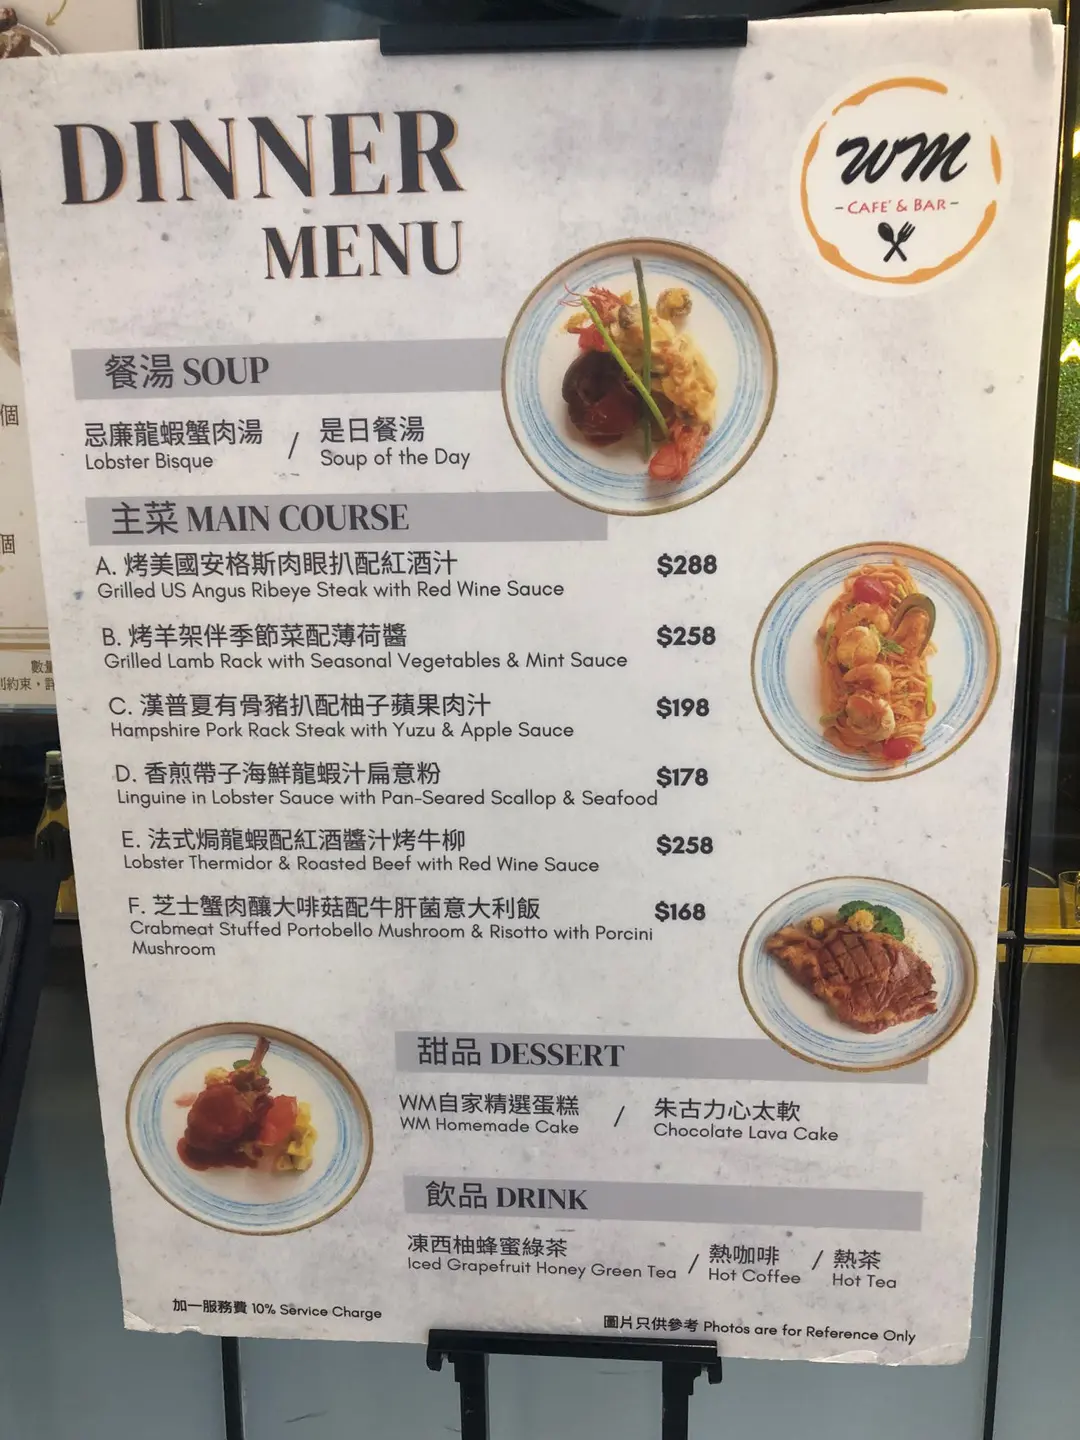 DINNER
MENU
WM
- CAFE' & BAR -
餐湯 SOUP
忌廉龍蝦蟹肉湯 / 是日餐湯
Lobster Bisque Soup of the Day
主菜 MAIN COURSE
A. 烤美國安格斯肉眼扒配紅酒汁 $288
Grilled US Angus Ribeye Steak with Red Wine Sauce
B. 烤羊架伴季節菜配薄荷醬 $258
Grilled Lamb Rack with Seasonal Vegetables & Mint Sauce
C. 漢普夏有骨豬扒配柚子蘋果肉汁 $198
Hampshire Pork Rack Steak with Yuzu & Apple Sauce
D. 香煎帶子海鮮龍蝦汁扁意粉 $178
Linguine in Lobster Sauce with Pan-Seared Scallop & Seafood
E. 法式焗龍蝦配紅酒醬汁烤牛柳 $258
Lobster Thermidor & Roasted Beef with Red Wine Sauce
F. 芝士蟹肉釀大啡菇配牛肝菌意大利飯 $168
Crabmeat Stuffed Portobello Mushroom & Risotto with Porcini
Mushroom
甜品 DESSERT
WM自家精選蛋糕 / 朱古力心太軟
WM Homemade Cake Chocolate Lava Cake
飲品 DRINK
凍西柚蜂蜜綠茶 / 熱咖啡 / 熱茶
Iced Grapefruit Honey Green Tea Hot Coffee Hot Tea
加一服務費 10% Service Charge
圖片只供參考 Photos are for Reference Only
個
個
數量
約束，詳